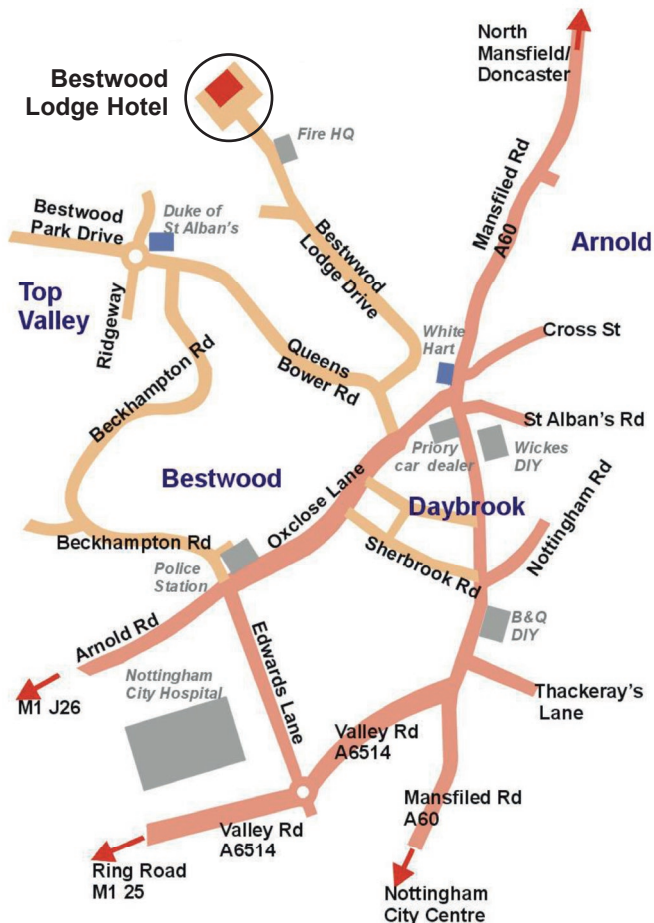 North
Mansfield/
Doncaster
Bestwood
Lodge Hotel
Fire HQ
Mansfiled Rd
A60
Bestwood
Park Drive
Duke of
St Alban's
Bestwwod
Lodge Drive
Arnold
Top
Valley
Ridgeway
White
Hart
Cross St
Beckhampton Rd
Queens
Bower Rd
St Alban's Rd
Priory
car dealer
Wickes
DIY
Bestwood
Oxclose Lane
Daybrook
Nottingham Rd
Beckhampton Rd
Sherbrook Rd
Police
Station
B&Q
DIY
Arnold Rd
Edwards Lane
Nottingham
City Hospital
Thackeray's
Lane
M1 J26
Valley Rd
A6514
Mansfiled Rd
A60
Valley Rd
A6514
Ring Road
M1 25
Nottingham
City Centre